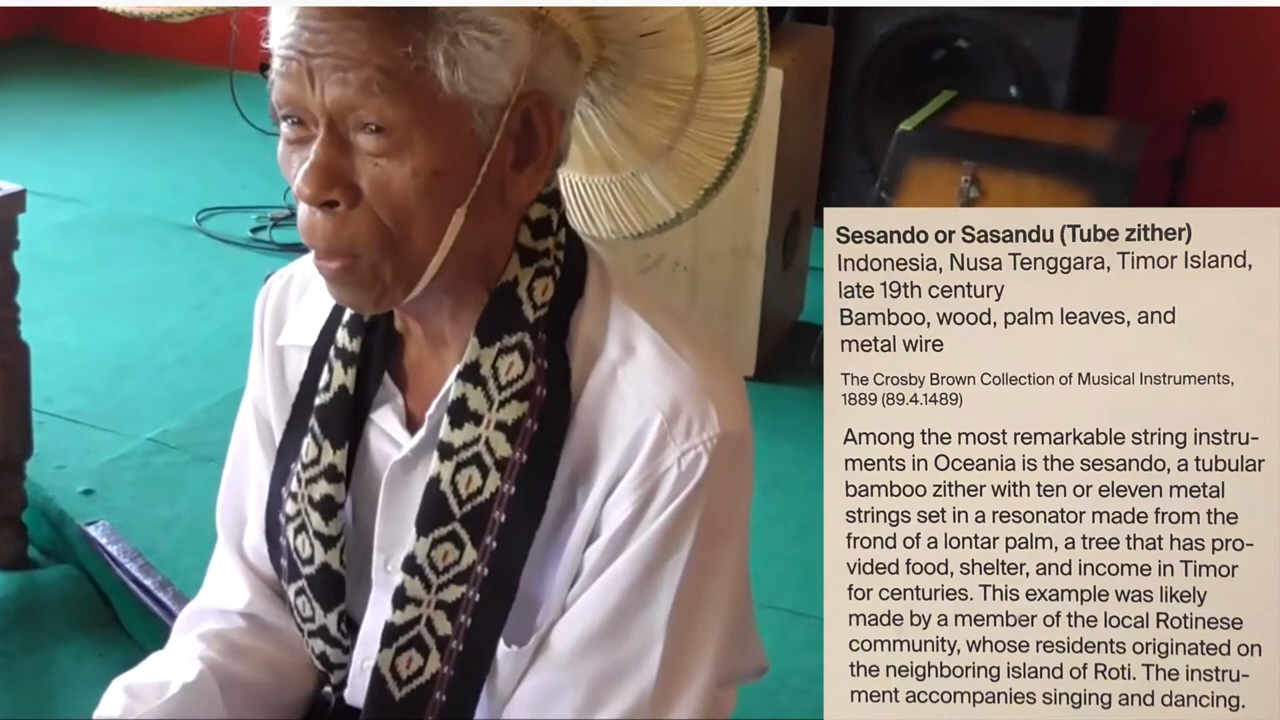 Sesando or Sasandu (Tube zither)
Indonesia, Nusa Tenggara, Timor Island,
late 19th century
Bamboo, wood, palm leaves, and
metal wire
The Crosby Brown Collection of Musical Instruments,
1889 (89.4.1489)
Among the most remarkable string instru-
ments in Oceania is the sesando, a tubular
bamboo zither with ten or eleven metal
strings set in a resonator made from the
frond of a lontar palm, a tree that has pro-
vided food, shelter, and income in Timor
for centuries. This example was likely
made by a member of the local Rotinese
community, whose residents originated on
the neighboring island of Roti. The instru-
ment accompanies singing and dancing.